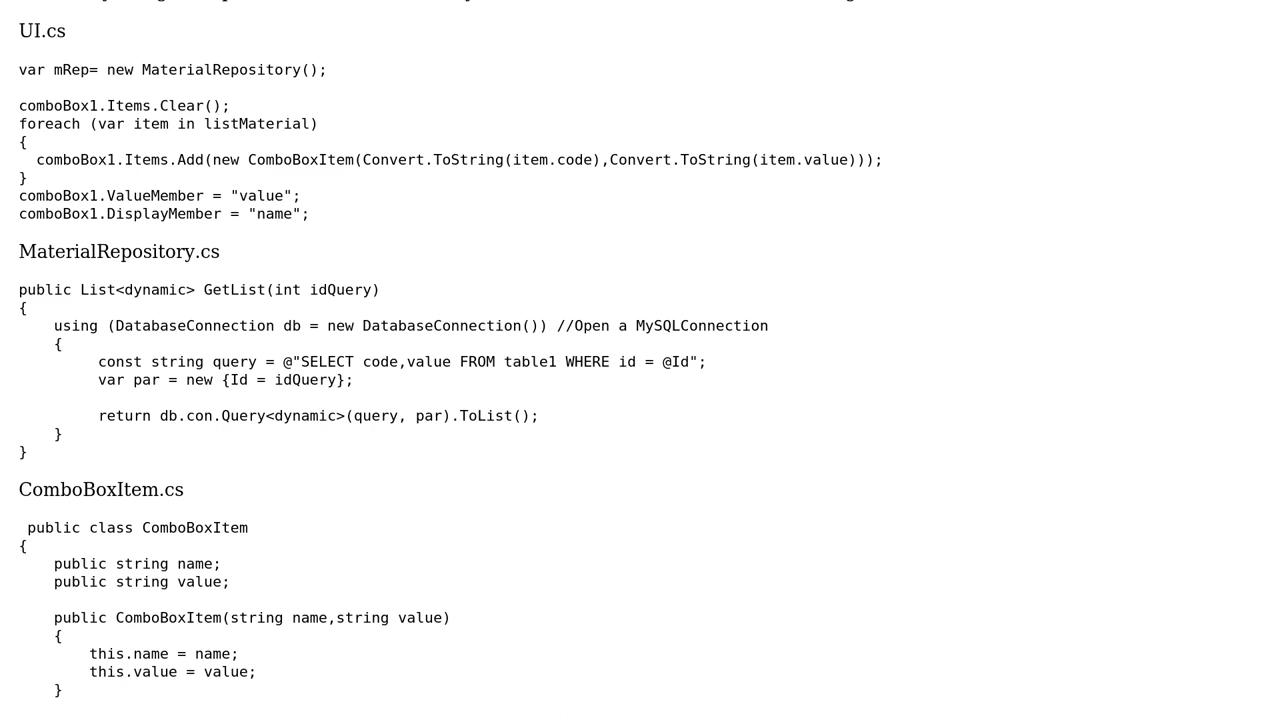 UI.cs
var mRep= new MaterialRepository();
comboBox1.Items.Clear();
foreach (var item in listMaterial)
{
  comboBox1.Items.Add(new ComboBoxItem(Convert.ToString(item.code),Convert.ToString(item.value)));
}
comboBox1.ValueMember = "value";
comboBox1.DisplayMember = "name";
MaterialRepository.cs
public List<dynamic> GetList(int idQuery)
{
    using (DatabaseConnection db = new DatabaseConnection()) //Open a MySQLConnection
    {
         const string query = @"SELECT code,value FROM table1 WHERE id = @Id";
         var par = new {Id = idQuery};
         return db.con.Query<dynamic>(query, par).ToList();
    }
}
ComboBoxItem.cs
 public class ComboBoxItem
{
    public string name;
    public string value;
    public ComboBoxItem(string name,string value)
    {
        this.name = name;
        this.value = value;
    }